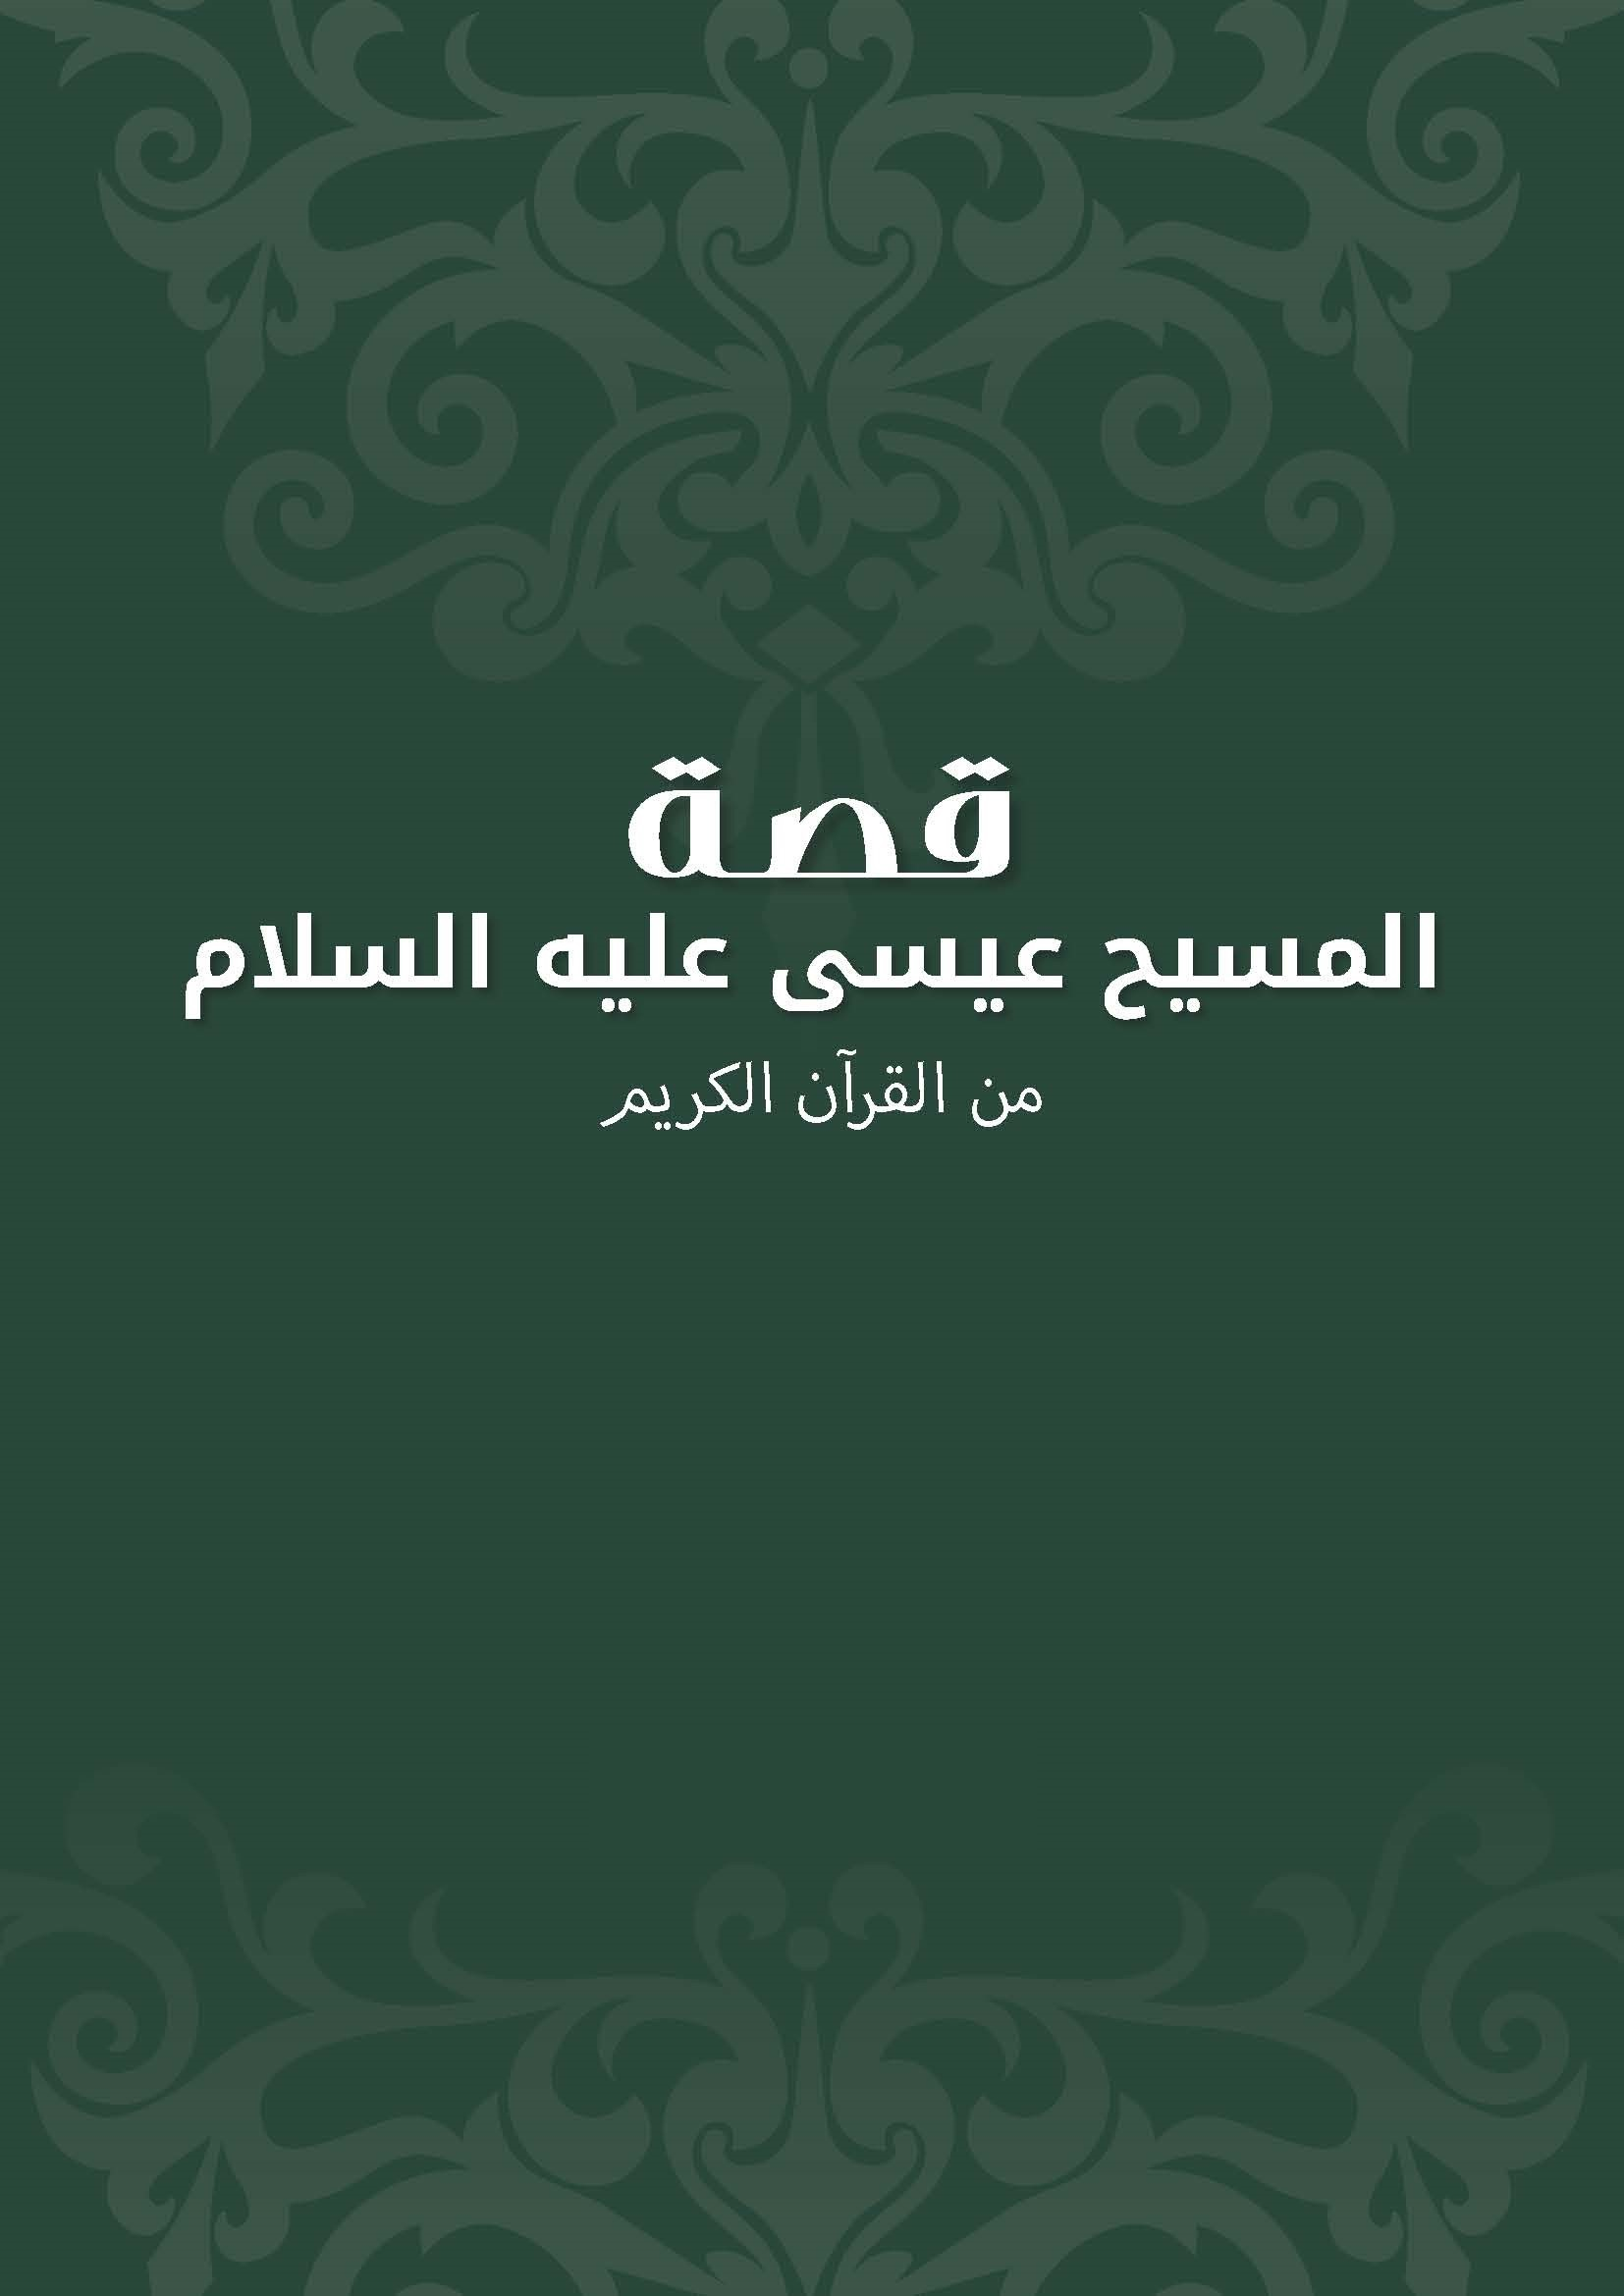 قصة
المسيح عيسى عليه السلام
من القرآن الكريم